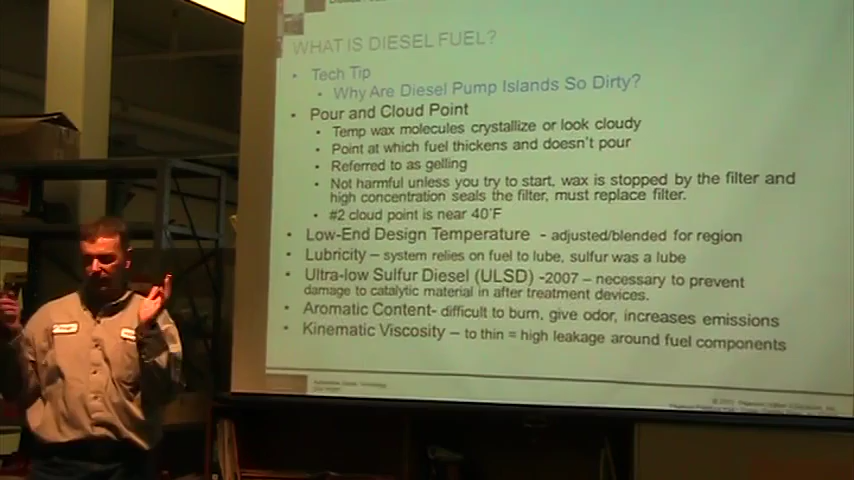 WHAT IS DIESEL FUEL?
• Tech Tip
• Why Are Diesel Pump Islands So Dirty?
• Pour and Cloud Point
• Temp wax molecules crystallize or look cloudy
• Point at which fuel thickens and doesn't pour
• Referred to as gelling
• Not harmful unless you try to start, wax is stopped by the filter and
high concentration seals the filter, must replace filter.
• #2 cloud point is near 40°F
• Low-End Design Temperature - adjusted/blended for region
• Lubricity – system relies on fuel to lube, sulfur was a lube
• Ultra-low Sulfur Diesel (ULSD) -2007 – necessary to prevent
damage to catalytic material in after treatment devices.
• Aromatic Content- difficult to burn, give odor, increases emissions
• Kinematic Viscosity – to thin = high leakage around fuel components